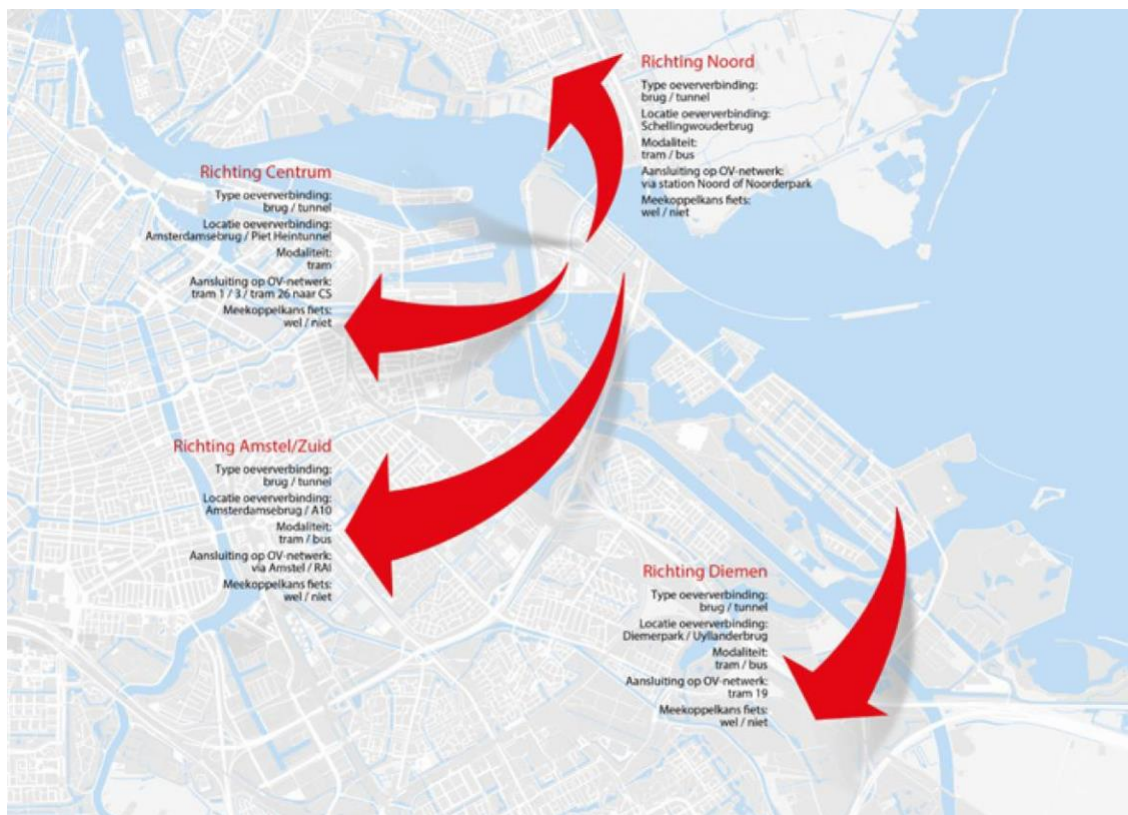 Richting Noord
Type oeververbinding:
brug / tunnel
Locatie oeververbinding:
Schellingwouderbrug
Modaliteit:
tram / bus
Aansluiting op OV-netwerk:
via station Noord of Noorderpark
Meekoppelkans fiets:
wel / niet
Richting Centrum
Type oeververbinding:
brug / tunnel
Locatie oeververbinding:
Amsterdamsebrug / Piet Heintunnel
Modaliteit:
tram
Aansluiting op OV-netwerk:
tram 1 / 3 / tram 26 naar CS
Meekoppelkans fiets:
wel / niet
Richting Amstel/Zuid
Type oeververbinding:
brug / tunnel
Locatie oeververbinding:
Amsterdamsebrug / A10
Modaliteit:
tram / bus
Aansluiting op OV-netwerk:
via Amstel / RAI
Meekoppelkans fiets:
wel / niet
Richting Diemen
Type oeververbinding:
brug / tunnel
Locatie oeververbinding:
Diemerpark / Uyllanderbrug
Modaliteit:
tram / bus
Aansluiting op OV-netwerk:
tram 19
Meekoppelkans fiets:
wel / niet